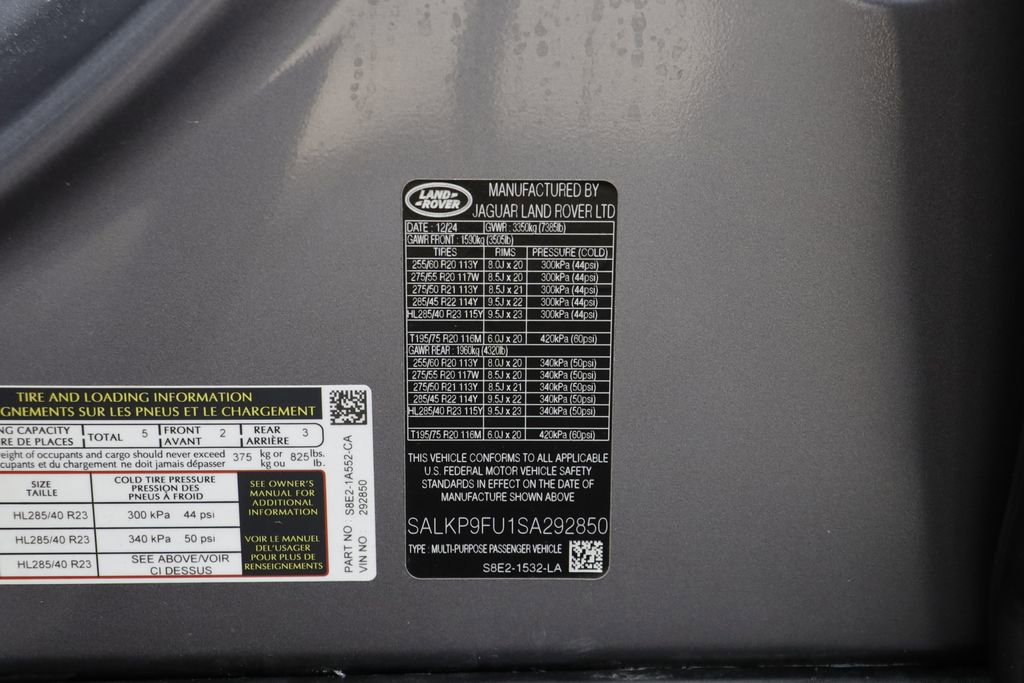 LAND-
-ROVER
MANUFACTURED BY
JAGUAR LAND ROVER LTD
DATE : 12/24 GVWR : 3350kg (7385lb)
GAWR FRONT : 1590kg (3505lb)
TIRES RIMS PRESSURE (COLD)
255/60 R20 113Y 8.0J x 20 300kPa (44psi)
275/55 R20 117W 8.5J x 20 300kPa (44psi)
275/50 R21 113Y 8.5J x 21 300kPa (44psi)
285/45 R22 114Y 9.5J x 22 300kPa (44psi)
HL285/40 R23 115Y 9.5J x 23 300kPa (44psi)
T195/75 R20 116M 6.0J x 20 420kPa (60psi)
GAWR REAR : 1960kg (4320lb)
255/60 R20 113Y 8.0J x 20 340kPa (50psi)
275/55 R20 117W 8.5J x 20 340kPa (50psi)
275/50 R21 113Y 8.5J x 21 340kPa (50psi)
285/45 R22 114Y 9.5J x 22 340kPa (50psi)
HL285/40 R23 115Y 9.5J x 23 340kPa (50psi)
T195/75 R20 116M 6.0J x 20 420kPa (60psi)
THIS VEHICLE CONFORMS TO ALL APPLICABLE
U.S. FEDERAL MOTOR VEHICLE SAFETY
STANDARDS IN EFFECT ON THE DATE OF
MANUFACTURE SHOWN ABOVE
SALKP9FU1SA292850
TYPE : MULTI-PURPOSE PASSENGER VEHICLE
S8E2-1532-LA
TIRE AND LOADING INFORMATION
GNEMENTS SUR LES PNEUS ET LE CHARGEMENT
NG CAPACITY TOTAL 5 FRONT 2 REAR 3
RE DE PLACES AVANT ARRIÈRE
eight of occupants and cargo should never exceed 375 kg or 825 lbs.
cupants et du chargement ne doit jamais dépasser kg ou lb.
SIZE COLD TIRE PRESSURE
TAILLE PRESSION DES
PNEUS À FROID
HL285/40 R23 300 kPa 44 psi
HL285/40 R23 340 kPa 50 psi
HL285/40 R23 SEE ABOVE/VOIR
CI DESSUS
SEE OWNER'S
MANUAL FOR
ADDITIONAL
INFORMATION
VOIR LE MANUEL
DEL'USAGER
POUR PLUS DE
RENSEIGNEMENTS
PART NO S8E2-1A552-CA
VIN NO 292850